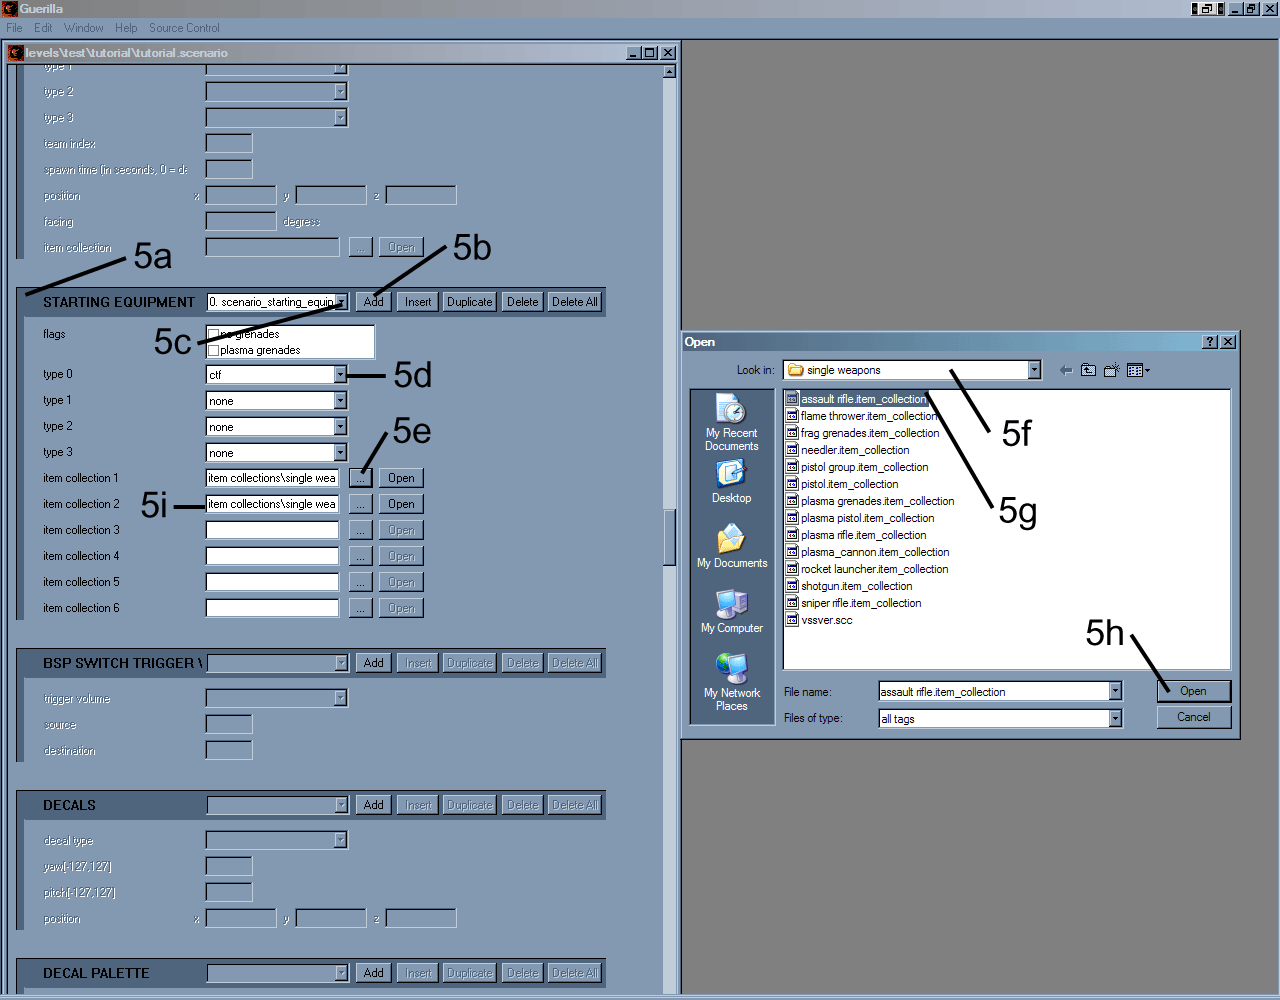 Guerilla
File Edit Window Help Source Control
levels\test\tutorial\tutorial.scenario
type 1
type 2
type 3
team index
spawn time (in seconds, 0 = de
position x y z
facing degress
item collection ... Open
5a
5b
STARTING EQUIPMENT 0. scenario_starting_equip Add Insert Duplicate Delete Delete All
5c
flags no grenades
plasma grenades
type 0 ctf
5d
type 1 none
type 2 none
5e
type 3 none
item collection 1 item collections\single wea ... Open
5i
item collection 2 item collections\single wea ... Open
item collection 3 ... Open
item collection 4 ... Open
item collection 5 ... Open
item collection 6 ... Open
BSP SWITCH TRIGGER Add Insert Duplicate Delete Delete All
trigger volume
source
destination
DECALS Add Insert Duplicate Delete Delete All
decal type
yaw[-127,127]
pitch[-127,127]
position x y z
DECAL PALETTE Add Insert Duplicate Delete Delete All
Open
Look in: single weapons
5f
My Recent
Documents
Desktop
My Documents
My Computer
My Network
Places
assault rifle.item_collection
flame thrower.item_collection
frag grenades.item_collection
needler.item_collection
pistol group.item_collection
pistol.item_collection
plasma grenades.item_collection
plasma pistol.item_collection
plasma rifle.item_collection
plasma_cannon.item_collection
rocket launcher.item_collection
shotgun.item_collection
sniper rifle.item_collection
vssver.scc
5g
5h
File name: assault rifle.item_collection Open
Files of type: all tags Cancel